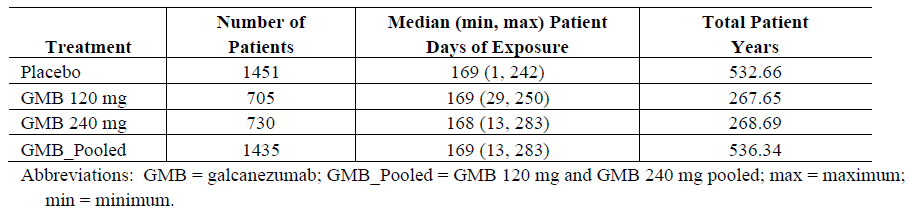 Treatment Number of Patients Median (min, max) Patient Days of Exposure Total Patient Years
Placebo 1451 169 (1, 242) 532.66
GMB 120 mg 705 169 (29, 250) 267.65
GMB 240 mg 730 168 (13, 283) 268.69
GMB_Pooled 1435 169 (13, 283) 536.34
Abbreviations: GMB = galcanezumab; GMB_Pooled = GMB 120 mg and GMB 240 mg pooled; max = maximum;
min = minimum.